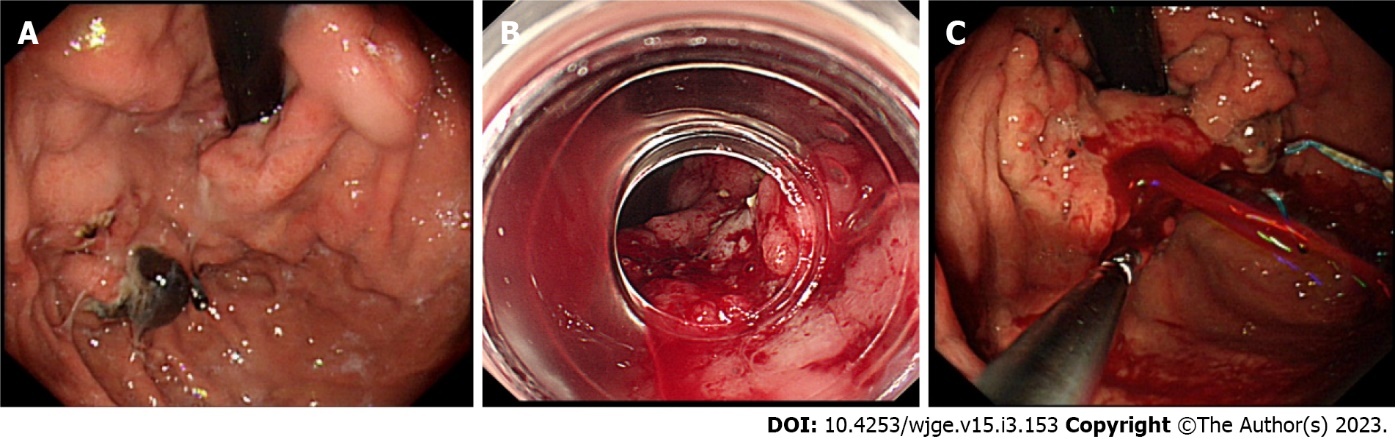 A
B
C
DOI: 10.4253/wjge.v15.i3.153 Copyright ©The Author(s) 2023.